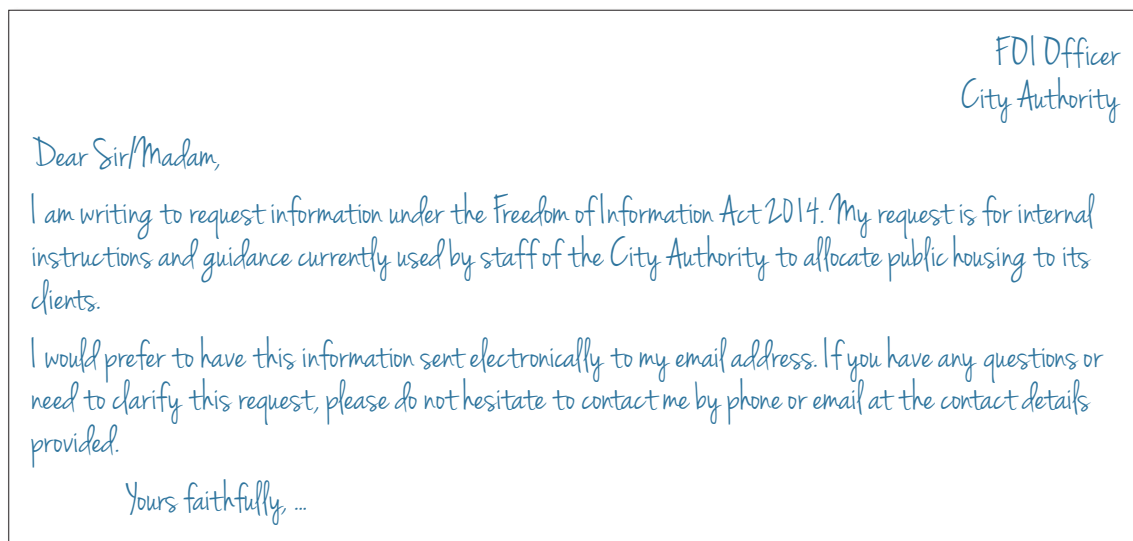 FOI Officer
City Authority
Dear Sir/Madam,
I am writing to request information under the Freedom of Information Act 2014. My request is for internal
instructions and guidance currently used by staff of the City Authority to allocate public housing to its
clients.
I would prefer to have this information sent electronically to my email address. If you have any questions or
need to clarify this request, please do not hesitate to contact me by phone or email at the contact details
provided.
Yours faithfully, ...